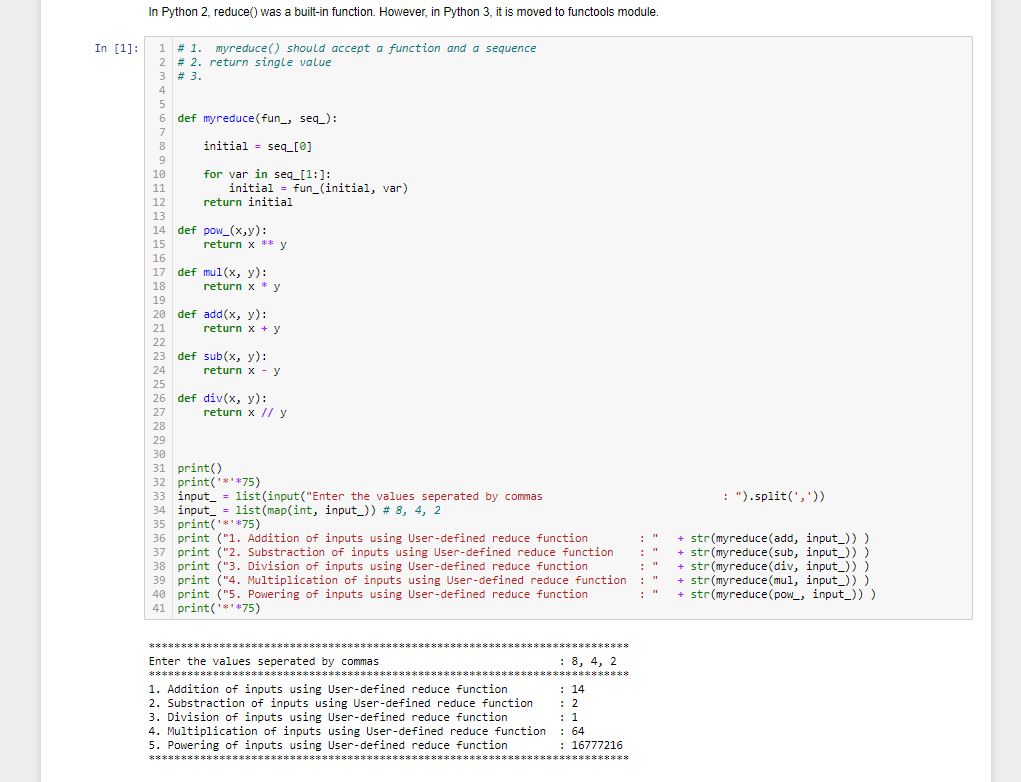 In Python 2, reduce() was a built-in function. However, in Python 3, it is moved to functools module.
In [1]:
1 # 1.  myreduce() should accept a function and a sequence
2 # 2. return single value
3 # 3.
4
5
6 def myreduce(fun_, seq_):
7
8     initial = seq_[0]
9
10     for var in seq_[1:]:
11         initial = fun_(initial, var)
12     return initial
13
14 def pow_(x,y):
15     return x ** y
16
17 def mul(x, y):
18     return x * y
19
20 def add(x, y):
21     return x + y
22
23 def sub(x, y):
24     return x - y
25
26 def div(x, y):
27     return x // y
28
29
30
31 print()
32 print('*'*75)
33 input_ = list(input("Enter the values seperated by commas                            : ").split(','))
34 input_ = list(map(int, input_)) # 8, 4, 2
35 print('*'*75)
36 print ("1. Addition of inputs using User-defined reduce function        : "   + str(myreduce(add, input_)) )
37 print ("2. Substraction of inputs using User-defined reduce function    : "   + str(myreduce(sub, input_)) )
38 print ("3. Division of inputs using User-defined reduce function        : "   + str(myreduce(div, input_)) )
39 print ("4. Multiplication of inputs using User-defined reduce function  : "   + str(myreduce(mul, input_)) )
40 print ("5. Powering of inputs using User-defined reduce function        : "   + str(myreduce(pow_, input_)) )
41 print('*'*75)
***************************************************************************
Enter the values seperated by commas                            : 8, 4, 2
***************************************************************************
1. Addition of inputs using User-defined reduce function        : 14
2. Substraction of inputs using User-defined reduce function    : 2
3. Division of inputs using User-defined reduce function        : 1
4. Multiplication of inputs using User-defined reduce function  : 64
5. Powering of inputs using User-defined reduce function        : 16777216
***************************************************************************